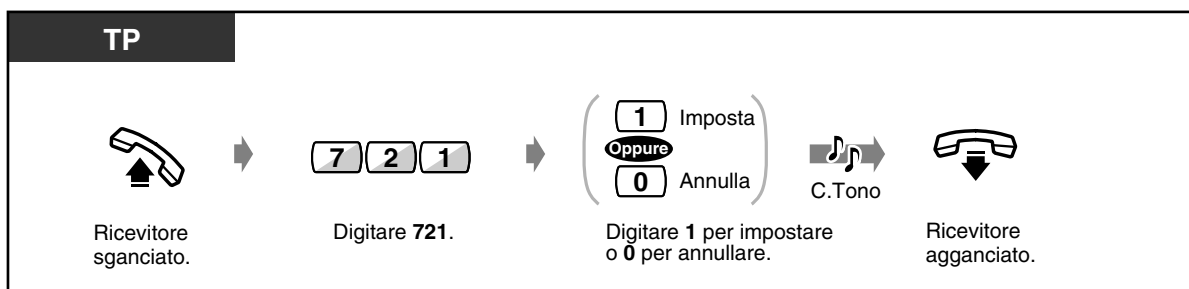 TP
7 2 1
1 Imposta
Oppure
0 Annulla
C.Tono
Ricevitore
sganciato.
Digitare 721.
Digitare 1 per impostare
o 0 per annullare.
Ricevitore
agganciato.